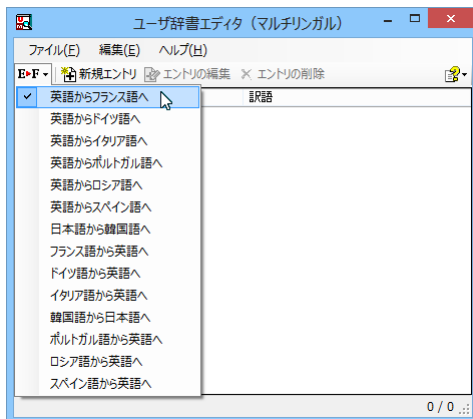 ユーザ辞書エディタ（マルチリンガル）
ファイル(F) 編集(E) ヘルプ(H)
E▸F 新規エントリ エントリの編集 エントリの削除
英語からフランス語へ 訳語
英語からドイツ語へ
英語からイタリア語へ
英語からポルトガル語へ
英語からロシア語へ
英語からスペイン語へ
日本語から韓国語へ
フランス語から英語へ
ドイツ語から英語へ
イタリア語から英語へ
韓国語から日本語へ
ポルトガル語から英語へ
ロシア語から英語へ
スペイン語から英語へ
0 / 0